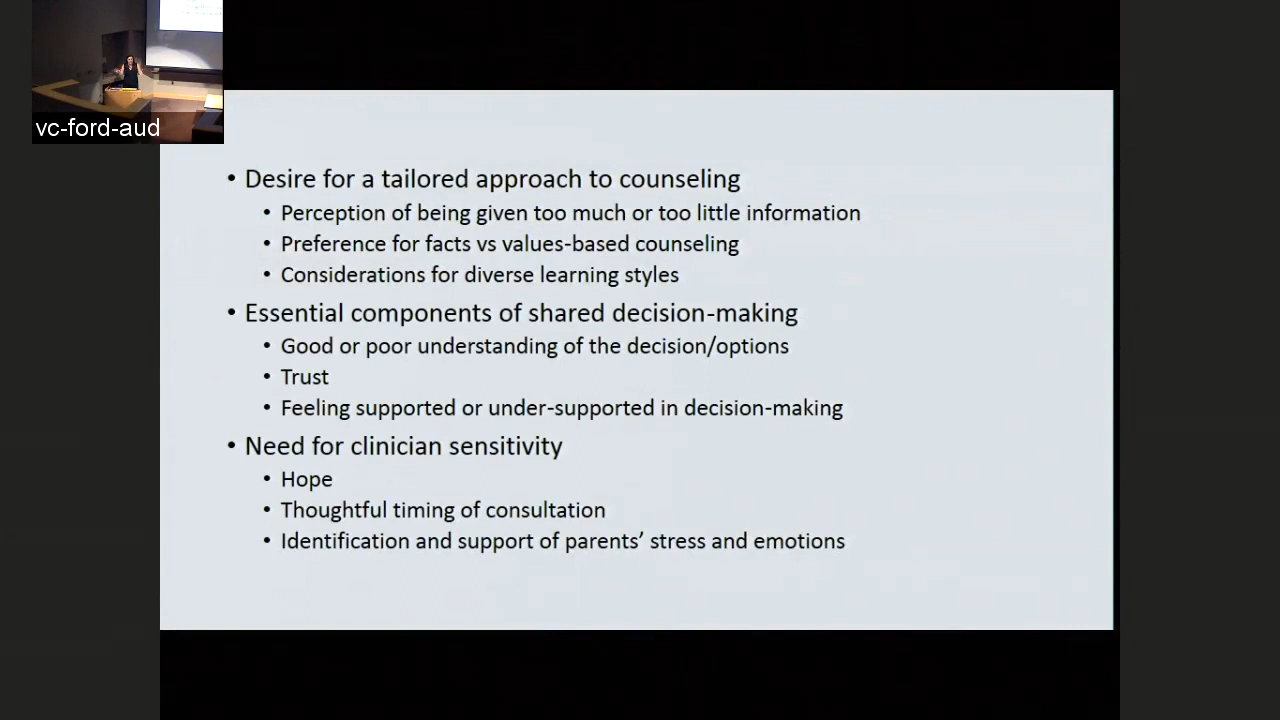 vc-ford-aud
• Desire for a tailored approach to counseling
• Perception of being given too much or too little information
• Preference for facts vs values-based counseling
• Considerations for diverse learning styles
• Essential components of shared decision-making
• Good or poor understanding of the decision/options
• Trust
• Feeling supported or under-supported in decision-making
• Need for clinician sensitivity
• Hope
• Thoughtful timing of consultation
• Identification and support of parents’ stress and emotions